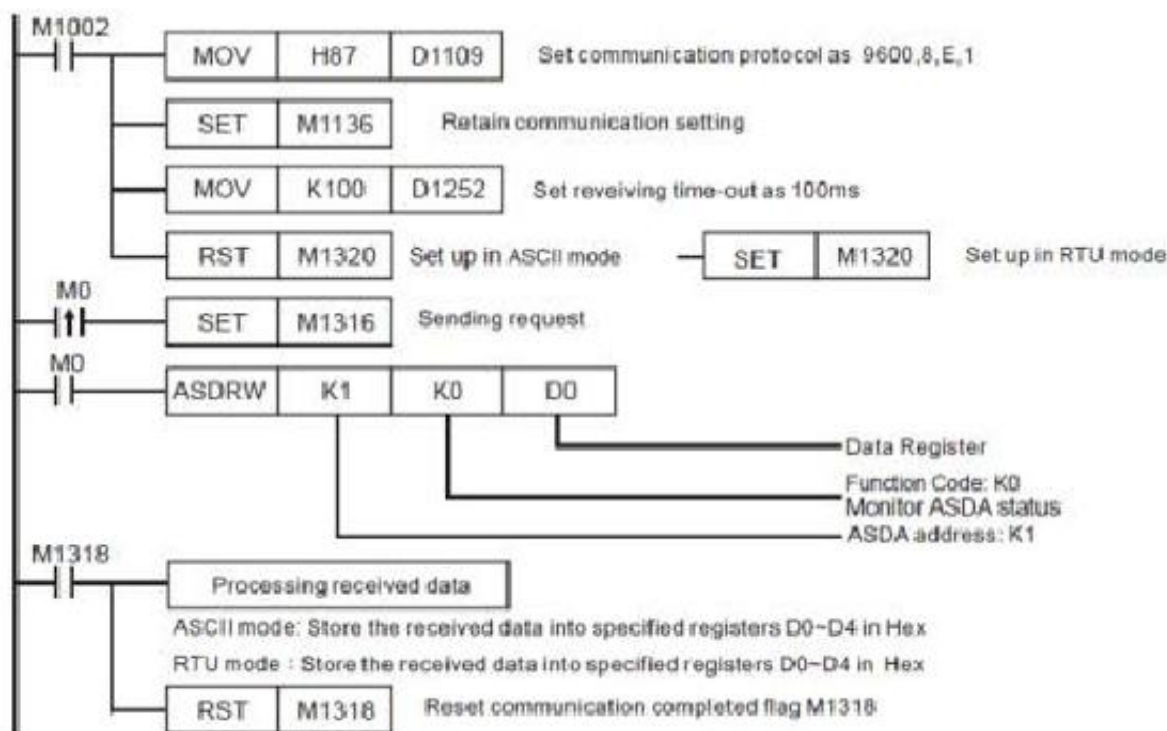 M1002
MOV H87 D1109 Set communication protocol as 9600,8,E,1
SET M1136 Retain communication setting
MOV K100 D1252 Set reveiving time-out as 100ms
RST M1320 Set up in ASCII mode SET M1320 Set up in RTU mode
M0
SET M1316 Sending request
M0
ASDRW K1 K0 D0
Data Register
Function Code: K0
Monitor ASDA status
ASDA address: K1
M1318
Processing received data
ASCII mode: Store the received data into specified registers D0~D4 in Hex
RTU mode : Store the received data into specified registers D0~D4 in Hex
RST M1318 Reset communication completed flag M1318